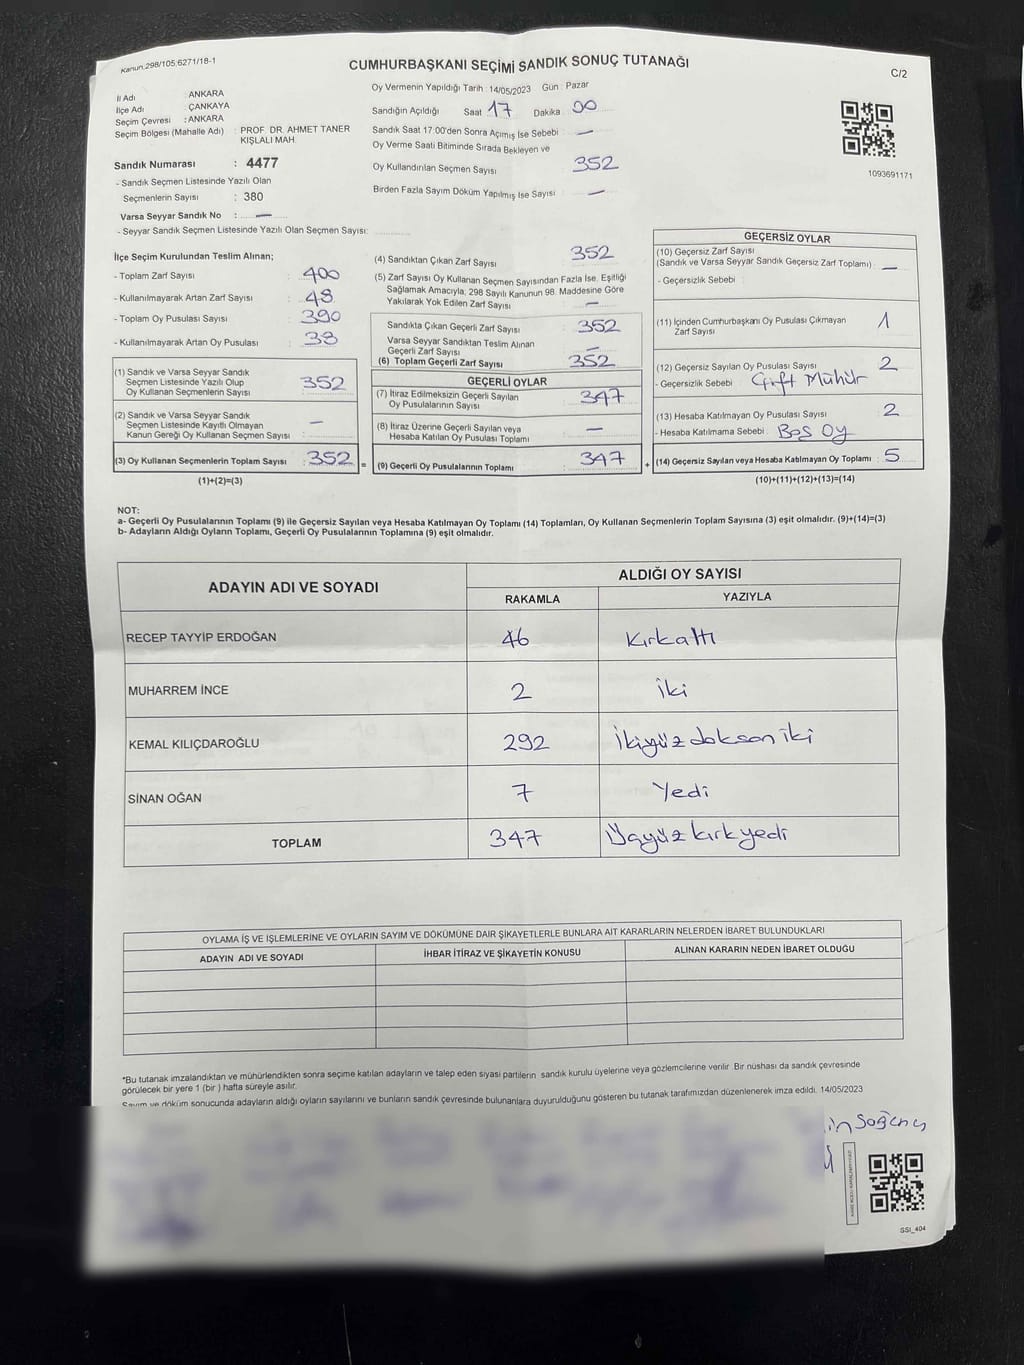 Kanun:298/105;6271/18-1
CUMHURBAŞKANI SEÇİMİ SANDIK SONUÇ TUTANAĞI
C/2
İl Adı : ANKARA
İlçe Adı : ÇANKAYA
Seçim Çevresi : ANKARA
Seçim Bölgesi (Mahalle Adı) : PROF. DR. AHMET TANER KIŞLALI MAH.
Sandık Numarası : 4477
- Sandık Seçmen Listesinde Yazılı Olan
Seçmenlerin Sayısı : 380
Varsa Seyyar Sandık No : —
- Seyyar Sandık Seçmen Listesinde Yazılı Olan Seçmen Sayısı:
Oy Vermenin Yapıldığı Tarih : 14/05/2023 Gün : Pazar
Sandığın Açıldığı Saat 17 Dakika 00
Sandık Saat 17:00'den Sonra Açımış İse Sebebi : —
Oy Verme Saati Bitiminde Sırada Bekleyen ve
Oy Kullandırılan Seçmen Sayısı : 352
Birden Fazla Sayım Döküm Yapılmış İse Sayısı : —
1093691171
İlçe Seçim Kurulundan Teslim Alınan;
- Toplam Zarf Sayısı : 400
- Kullanılmayarak Artan Zarf Sayısı : 48
- Toplam Oy Pusulası Sayısı : 390
- Kullanılmayarak Artan Oy Pusulası : 38
(1) Sandık ve Varsa Seyyar Sandık
Seçmen Listesinde Yazılı Olup
Oy Kullanan Seçmenlerin Sayısı : 352
(2) Sandık ve Varsa Seyyar Sandık
Seçmen Listesinde Kayıtlı Olmayan
Kanun Gereği Oy Kullanan Seçmen Sayısı : —
(3) Oy Kullanan Seçmenlerin Toplam Sayısı : 352
(1)+(2)=(3)
(4) Sandıktan Çıkan Zarf Sayısı : 352
(5) Zarf Sayısı Oy Kullanan Seçmen Sayısından Fazla İse, Eşitliği
Sağlamak Amacıyla, 298 Sayılı Kanunun 98. Maddesine Göre
Yakılarak Yok Edilen Zarf Sayısı : —
Sandıkta Çıkan Geçerli Zarf Sayısı : 352
Varsa Seyyar Sandıktan Teslim Alınan
Geçerli Zarf Sayısı : —
(6) Toplam Geçerli Zarf Sayısı : 352
=
GEÇERLİ OYLAR
(7) İtiraz Edilmeksizin Geçerli Sayılan
Oy Pusulalarının Sayısı : 347
(8) İtiraz Üzerine Geçerli Sayılan veya
Hesaba Katılan Oy Pusulası Toplamı : —
(9) Geçerli Oy Pusulalarının Toplamı : 347
+
GEÇERSİZ OYLAR
(10) Geçersiz Zarf Sayısı
(Sandık ve Varsa Seyyar Sandık Geçersiz Zarf Toplamı) : —
- Geçersizlik Sebebi :
(11) İçinden Cumhurbaşkanı Oy Pusulası Çıkmayan
Zarf Sayısı : 1
(12) Geçersiz Sayılan Oy Pusulası Sayısı : 2
- Geçersizlik Sebebi : Çift Mühür
(13) Hesaba Katılmayan Oy Pusulası Sayısı : 2
- Hesaba Katılmama Sebebi : Boş Oy
(14) Geçersiz Sayılan veya Hesaba Katılmayan Oy Toplamı : 5
(10)+(11)+(12)+(13)=(14)
NOT:
a- Geçerli Oy Pusulalarının Toplamı (9) ile Geçersiz Sayılan veya Hesaba Katılmayan Oy Toplamı (14) Toplamları, Oy Kullanan Seçmenlerin Toplam Sayısına (3) eşit olmalıdır. (9)+(14)=(3)
b- Adayların Aldığı Oyların Toplamı, Geçerli Oy Pusulalarının Toplamına (9) eşit olmalıdır.
ADAYIN ADI VE SOYADI
ALDIĞI OY SAYISI
RAKAMLA YAZIYLA
RECEP TAYYİP ERDOĞAN 46 Kırkaltı
MUHARREM İNCE 2 İki
KEMAL KILIÇDAROĞLU 292 İkiyüz doksan iki
SİNAN OĞAN 7 Yedi
TOPLAM 347 Üçyüz kırk yedi
OYLAMA İŞ VE İŞLEMLERİNE VE OYLARIN SAYIM VE DÖKÜMÜNE DAİR ŞİKAYETLERLE BUNLARA AİT KARARLARIN NELERDEN İBARET BULUNDUKLARI
ADAYIN ADI VE SOYADI İHBAR İTİRAZ VE ŞİKAYETİN KONUSU ALINAN KARARIN NEDEN İBARET OLDUĞU
*Bu tutanak imzalandıktan ve mühürlendikten sonra seçime katılan adayların ve talep eden siyasi partilerin sandık kurulu üyelerine veya gözlemcilerine verilir. Bir nüshası da sandık çevresinde
görülecek bir yere 1 (bir) hafta süreyle asılır.
Sayım ve döküm sonucunda adayların aldığı oyların sayılarını ve bunların sandık çevresinde bulunanlara duyurulduğunu gösteren bu tutanak tarafımızdan düzenlenerek imza edildi. 14/05/2023
SSI_404